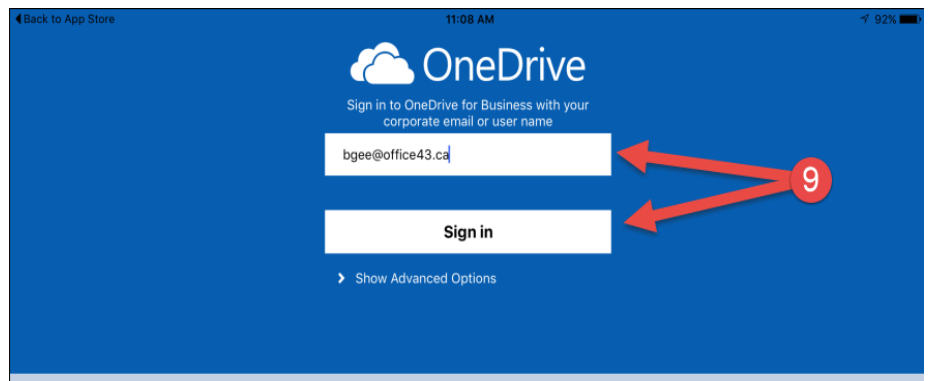 Back to App Store
11:08 AM
92%
OneDrive
Sign in to OneDrive for Business with your
corporate email or user name
bgee@office43.ca
9
Sign in
Show Advanced Options